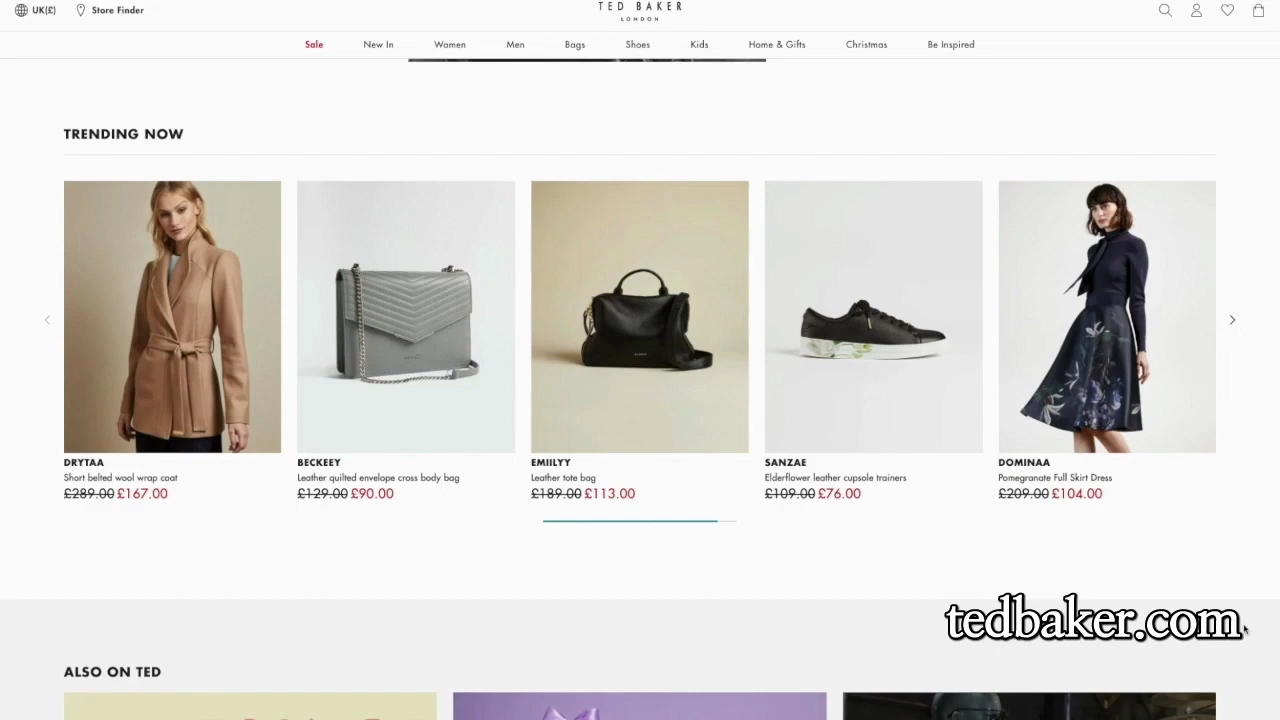 UK(£) Store Finder
TED BAKER
LONDON
Sale New In Women Men Bags Shoes Kids Home & Gifts Christmas Be Inspired
TRENDING NOW
DRYTAA
Short belted wool wrap coat
£289.00 £167.00
BECKEEY
Leather quilted envelope cross body bag
£129.00 £90.00
EMIILYY
Leather tote bag
£189.00 £113.00
SANZAE
Elderflower leather cupsole trainers
£109.00 £76.00
DOMINAA
Pomegranate Full Skirt Dress
£209.00 £104.00
tedbaker.com
ALSO ON TED